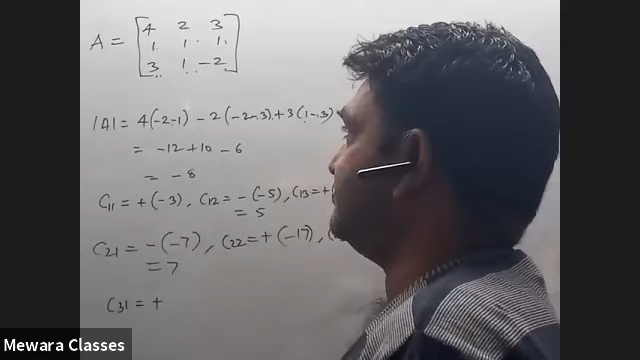 A = [ 4 2 3
1 1 1
3 1 -2 ]
|A| = 4(-2-1) - 2(-2-3) + 3(1-3)
= -12 + 10 - 6
= -8
C11 = +(-3), C12 = -(-5), C13 = +
= 5
C21 = -(-7), C22 = +(-17), (
= 7
C31 = +
Mewara Classes